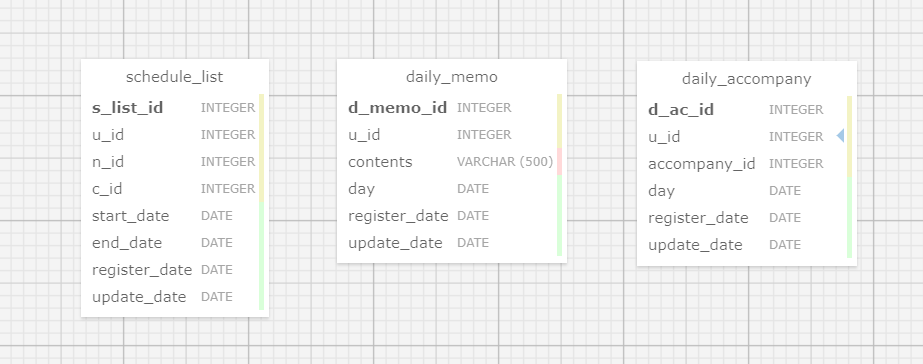 schedule_list
s_list_id INTEGER
u_id INTEGER
n_id INTEGER
c_id INTEGER
start_date DATE
end_date DATE
register_date DATE
update_date DATE
daily_memo
d_memo_id INTEGER
u_id INTEGER
contents VARCHAR (500)
day DATE
register_date DATE
update_date DATE
daily_accompany
d_ac_id INTEGER
u_id INTEGER
accompany_id INTEGER
day DATE
register_date DATE
update_date DATE